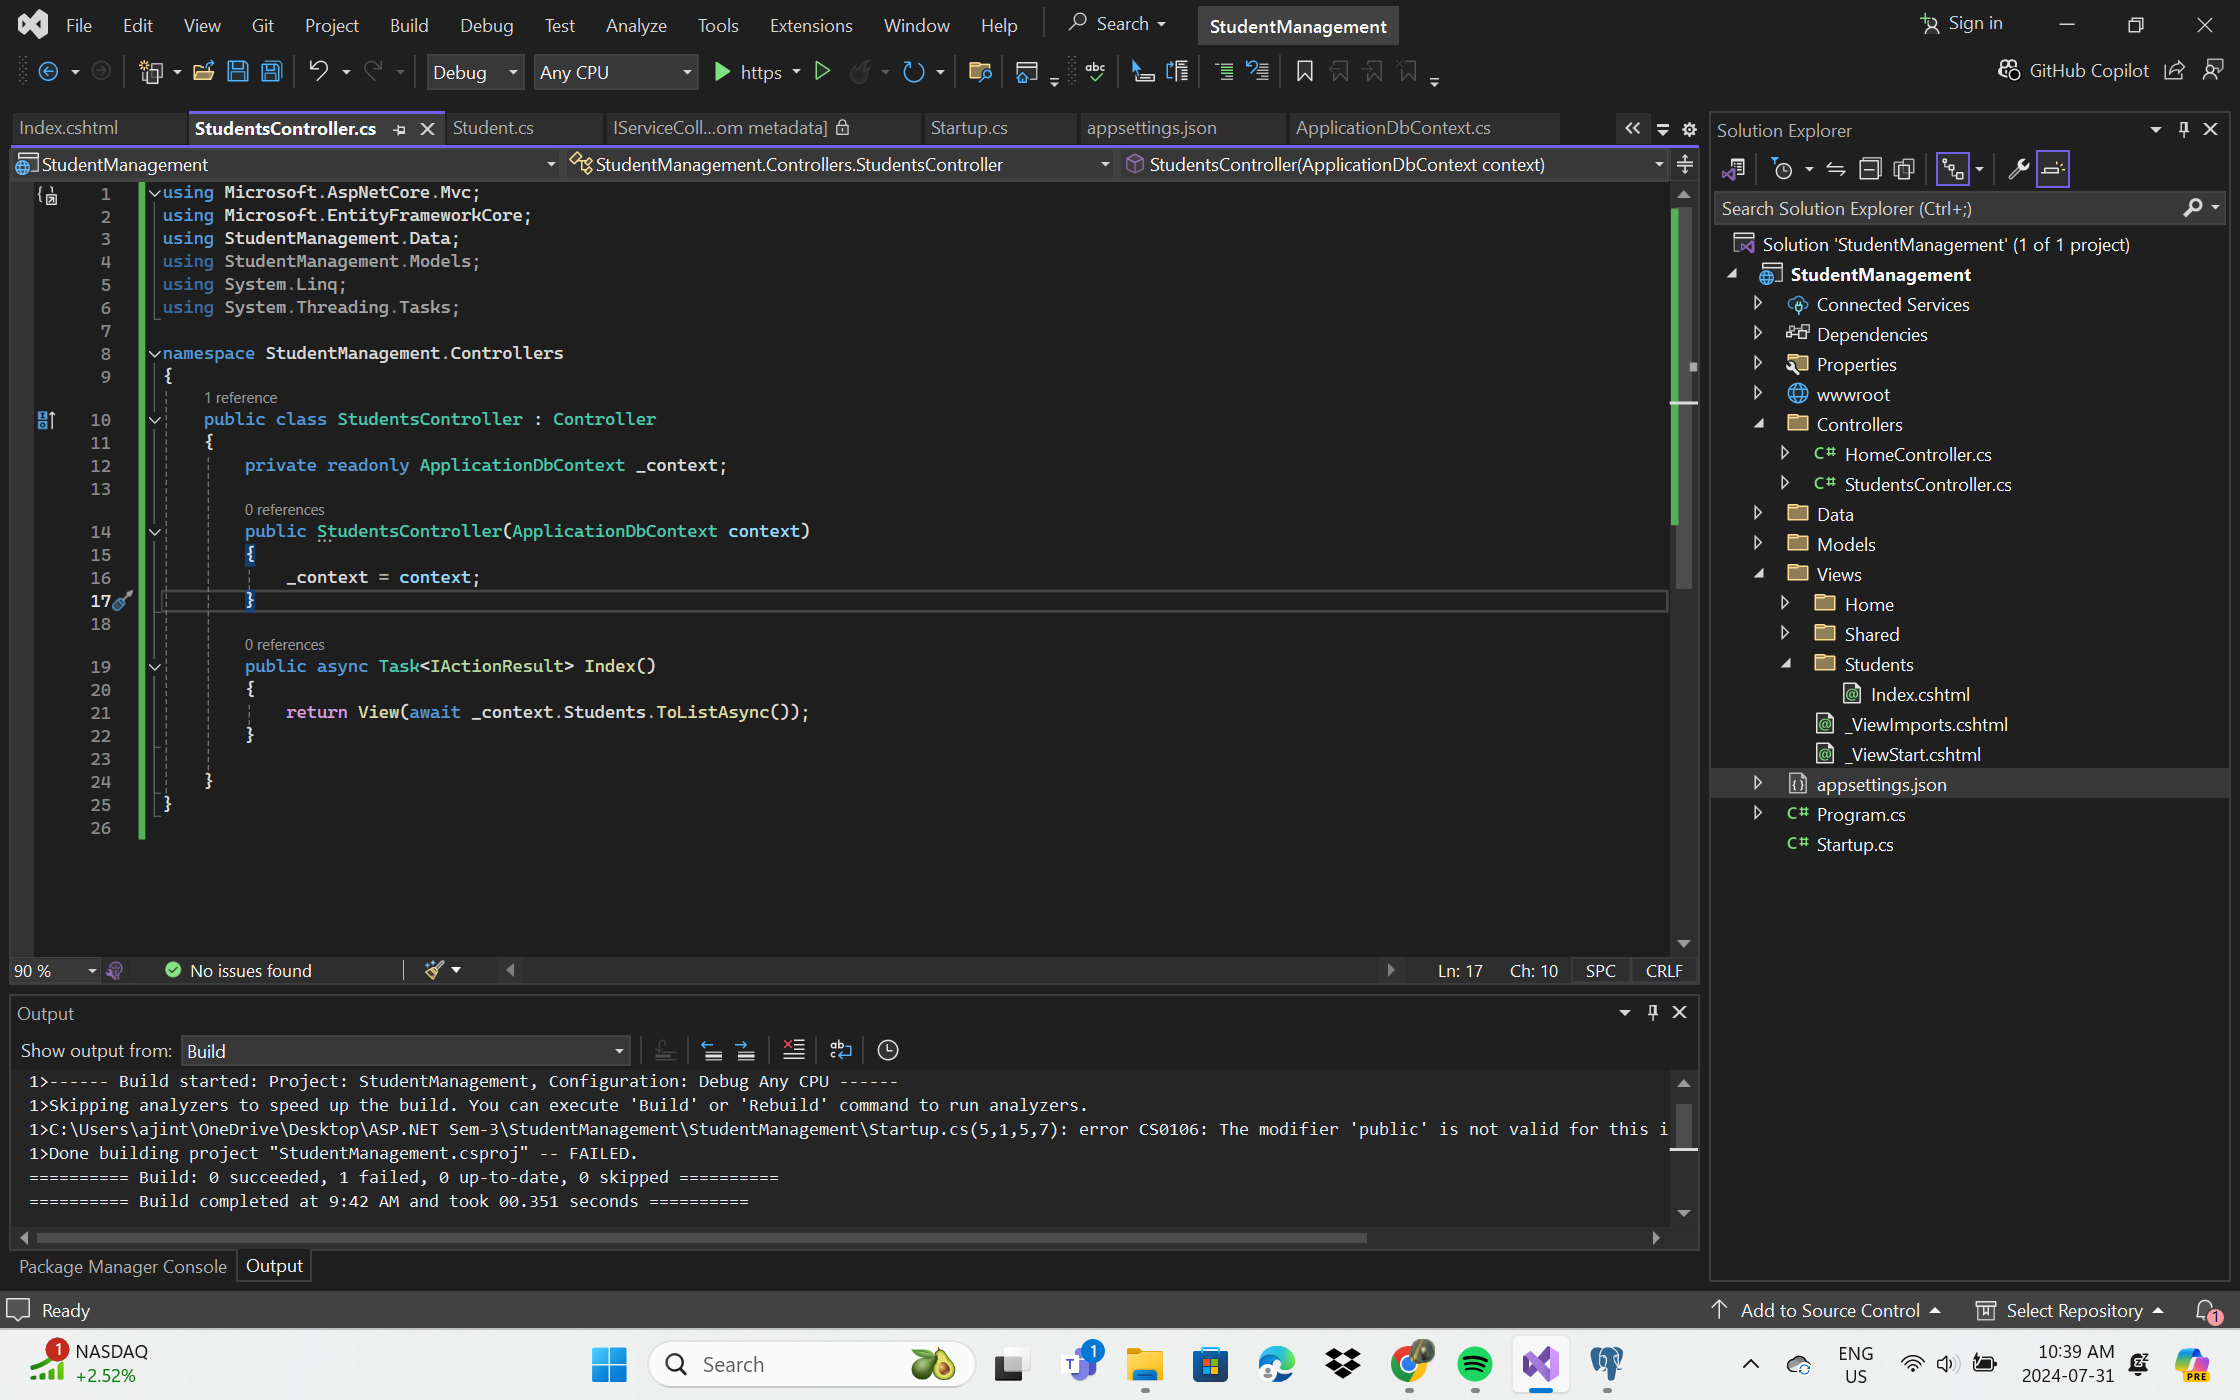 File Edit View Git Project Build Debug Test Analyze Tools Extensions Window Help Search StudentManagement Sign in
Debug Any CPU https GitHub Copilot
Index.cshtml StudentsController.cs Student.cs IServiceColl...om metadata] Startup.cs appsettings.json ApplicationDbContext.cs
StudentManagement StudentManagement.Controllers.StudentsController StudentsController(ApplicationDbContext context)
1 using Microsoft.AspNetCore.Mvc;
2 using Microsoft.EntityFrameworkCore;
3 using StudentManagement.Data;
4 using StudentManagement.Models;
5 using System.Linq;
6 using System.Threading.Tasks;
7
8 namespace StudentManagement.Controllers
9 {
1 reference
10 public class StudentsController : Controller
11 {
12 private readonly ApplicationDbContext _context;
13
0 references
14 public StudentsController(ApplicationDbContext context)
15 {
16 _context = context;
17 }
18
0 references
19 public async Task<IActionResult> Index()
20 {
21 return View(await _context.Students.ToListAsync());
22 }
23
24 }
25 }
26
90 % No issues found Ln: 17 Ch: 10 SPC CRLF
Output
Show output from: Build
1>------ Build started: Project: StudentManagement, Configuration: Debug Any CPU ------
1>Skipping analyzers to speed up the build. You can execute 'Build' or 'Rebuild' command to run analyzers.
1>C:\Users\ajint\OneDrive\Desktop\ASP.NET Sem-3\StudentManagement\StudentManagement\Startup.cs(5,1,5,7): error CS0106: The modifier 'public' is not valid for this i
1>Done building project "StudentManagement.csproj" -- FAILED.
========== Build: 0 succeeded, 1 failed, 0 up-to-date, 0 skipped ==========
========== Build completed at 9:42 AM and took 00.351 seconds ==========
Package Manager Console Output
Solution Explorer
Search Solution Explorer (Ctrl+;)
Solution 'StudentManagement' (1 of 1 project)
StudentManagement
Connected Services
Dependencies
Properties
wwwroot
Controllers
C# HomeController.cs
C# StudentsController.cs
Data
Models
Views
Home
Shared
Students
Index.cshtml
_ViewImports.cshtml
_ViewStart.cshtml
appsettings.json
C# Program.cs
C# Startup.cs
Ready Add to Source Control Select Repository 1
1 NASDAQ
+2.52%
Search
1
ENG
US
10:39 AM
2024-07-31
PRE